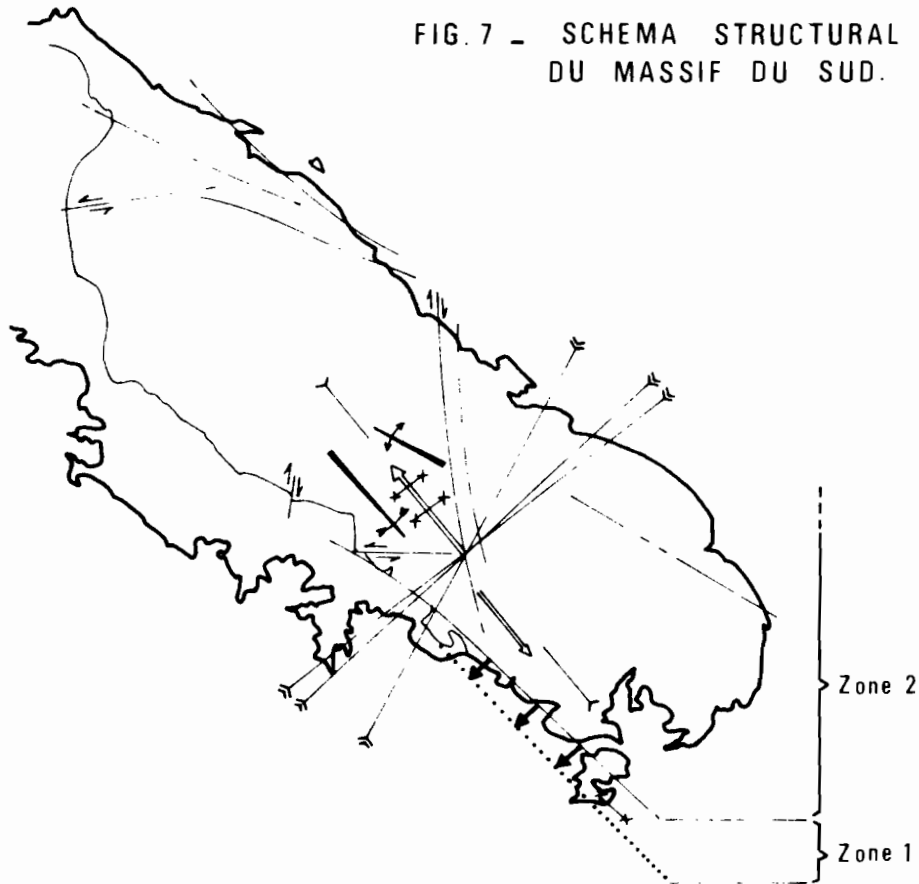 FIG. 7 _ SCHEMA STRUCTURAL
DU MASSIF DU SUD.
Zone 2
Zone 1